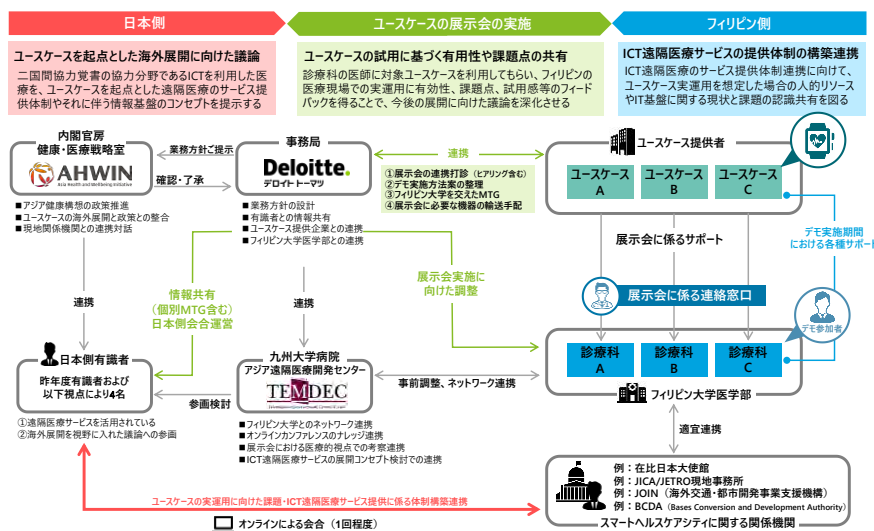 日本側
ユースケースの展示会の実施
フィリピン側
ユースケースを起点とした海外展開に向けた議論
二国間協力覚書の協力分野であるICTを利用した医
療を、ユースケースを起点とした遠隔医療のサービス提
供体制やそれに伴う情報基盤のコンセプトを提示する
ユースケースの試用に基づく有用性や課題点の共有
診療科の医師に対象ユースケースを利用してもらい、フィリピンの
医療現場での実運用に有効性、課題点、試用感等のフィード
バックを得ることで、今後の展開に向けた議論を深化させる
ICT遠隔医療サービスの提供体制の構築連携
ICT遠隔医療のサービス提供体制連携に向けて、
ユースケース実運用を想定した場合の人的リソース
やIT基盤に関する現状と課題の認識共有を図る
内閣官房
健康・医療戦略室
AHWIN
Asia Health and Wellbeing Initiative
■アジア健康構想の政策推進
■ユースケースの海外展開と政策との整合
■現地関係機関との連携対話
業務方針ご提示
確認・了承
事務局
Deloitte.
デロイト トーマツ
■業務方針の設計
■有識者との情報共有
■ユースケース提供企業との連携
■フィリピン大学医学部との連携
連携
①展示会の連携打診（ヒアリング含む）
②デモ実施方法案の整理
③フィリピン大学を交えたMTG
④展示会に必要な機器の輸送手配
ユースケース提供者
ユースケース
A
ユースケース
B
ユースケース
C
展示会に係るサポート
デモ実施期間
における各種サポート
展示会に係る連絡窓口
デモ参加者
連携
情報共有
（個別MTG含む）
日本側会合運営
連携
展示会実施に
向けた調整
日本側有識者
昨年度有識者および
以下視点により4名
①遠隔医療サービスを活用されている
②海外展開を視野に入れた議論への参画
参画検討
九州大学病院
アジア遠隔医療開発センター
TEMDEC
■フィリピン大学とのネットワーク連携
■オンラインカンファレンスのナレッジ連携
■展示会における医療的視点での考察連携
■ICT遠隔医療サービスの展開コンセプト検討での連携
事前調整、ネットワーク連携
診療科
A
診療科
B
診療科
C
フィリピン大学医学部
適宜連携
例：在比日本大使館
例：JICA/JETRO現地事務所
例：JOIN（海外交通・都市開発事業支援機構）
例：BCDA（Bases Conversion and Development Authority）
スマートヘルスケアシティに関する関係機関
ユースケースの実運用に向けた課題・ICT遠隔医療サービス提供に係る体制構築連携
オンラインによる会合（1回程度）